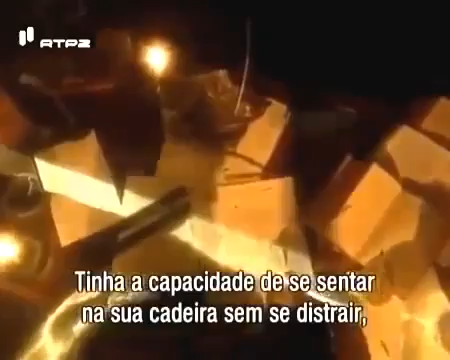 RTP2
Tinha a capacidade de se sentar
na sua cadeira sem se distrair,